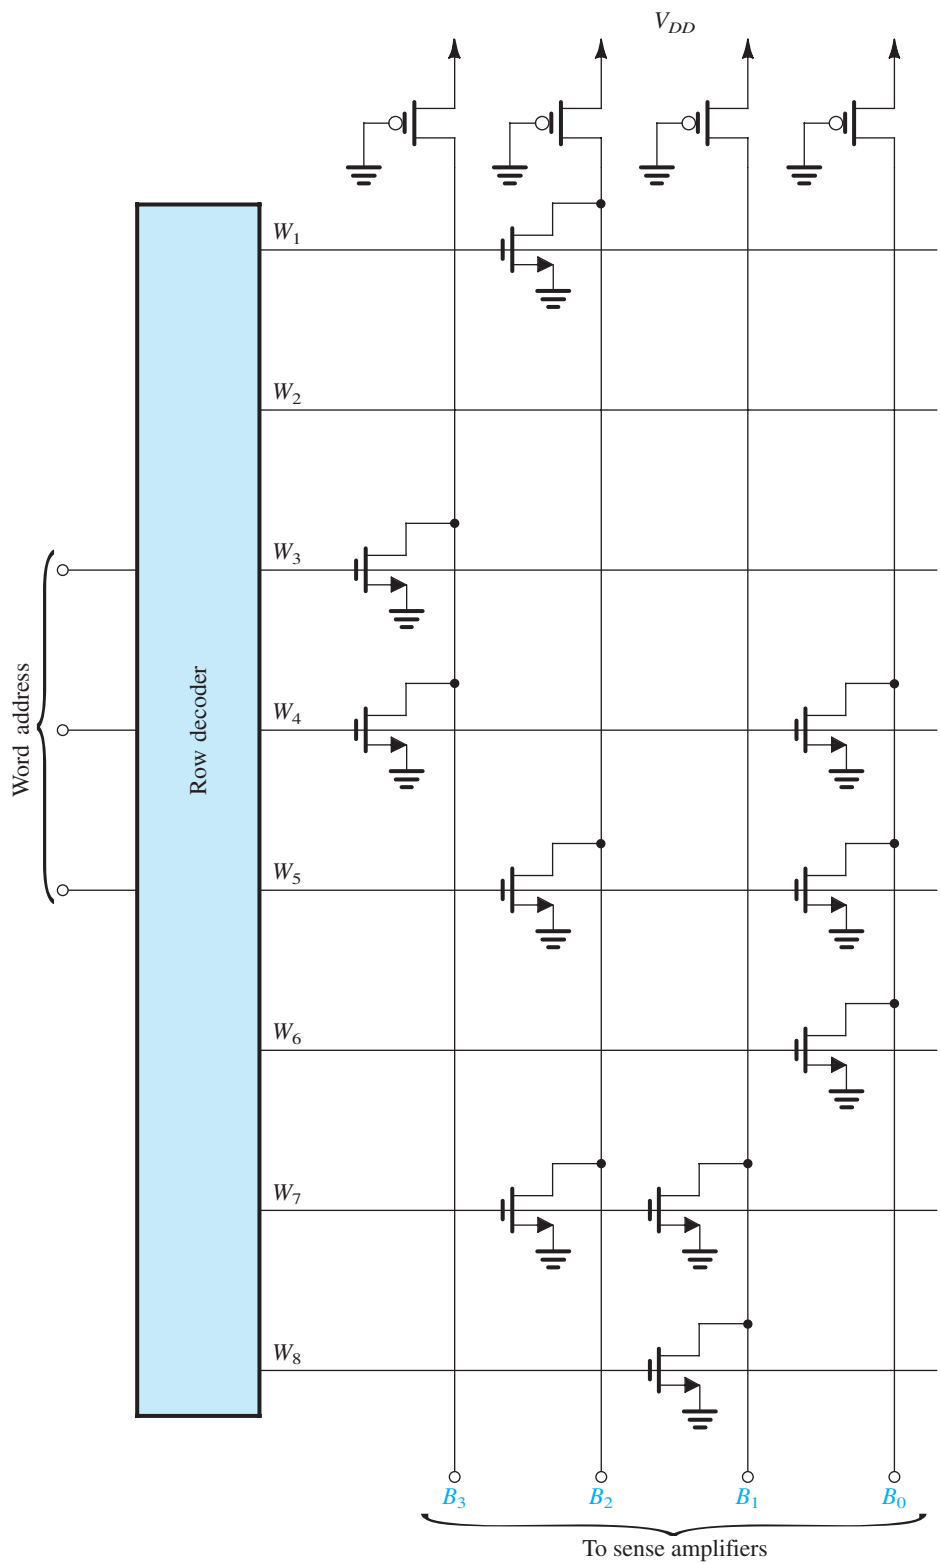 V_DD
W_1
W_2
W_3
W_4
W_5
W_6
W_7
W_8
Word address
Row decoder
B_3 B_2 B_1 B_0
To sense amplifiers